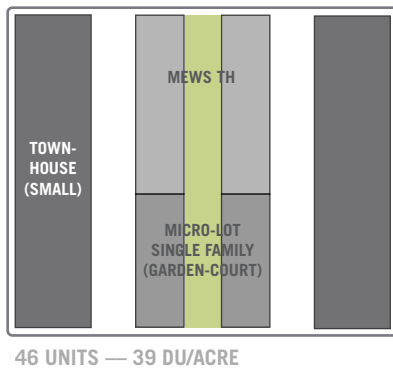 MEWS TH
TOWN-
HOUSE
(SMALL)
MICRO-LOT
SINGLE FAMILY
(GARDEN-COURT)
46 UNITS — 39 DU/ACRE